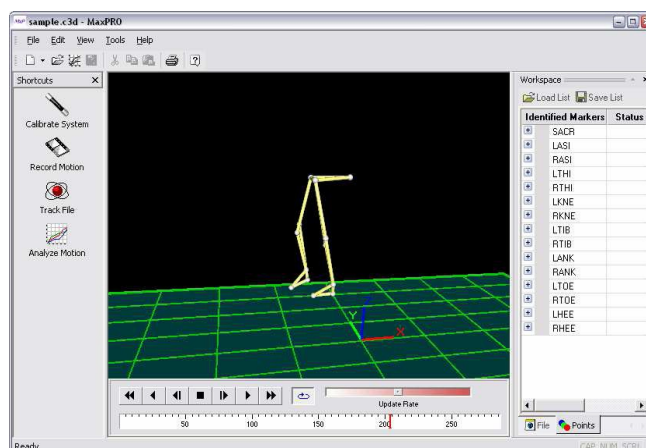 sample.c3d - MaxPRO
File Edit View Tools Help
Shortcuts
Calibrate System
Record Motion
Track File
Analyze Motion
Y
X
Update Rate
50 100 150 200 250
Workspace
Load List Save List
Identified Markers Status
SACR
LASI
RASI
LTHI
RTHI
LKNE
RKNE
LTIB
RTIB
LANK
RANK
LTOE
RTOE
LHEE
RHEE
File Points
Ready
CAP NUM SCRL